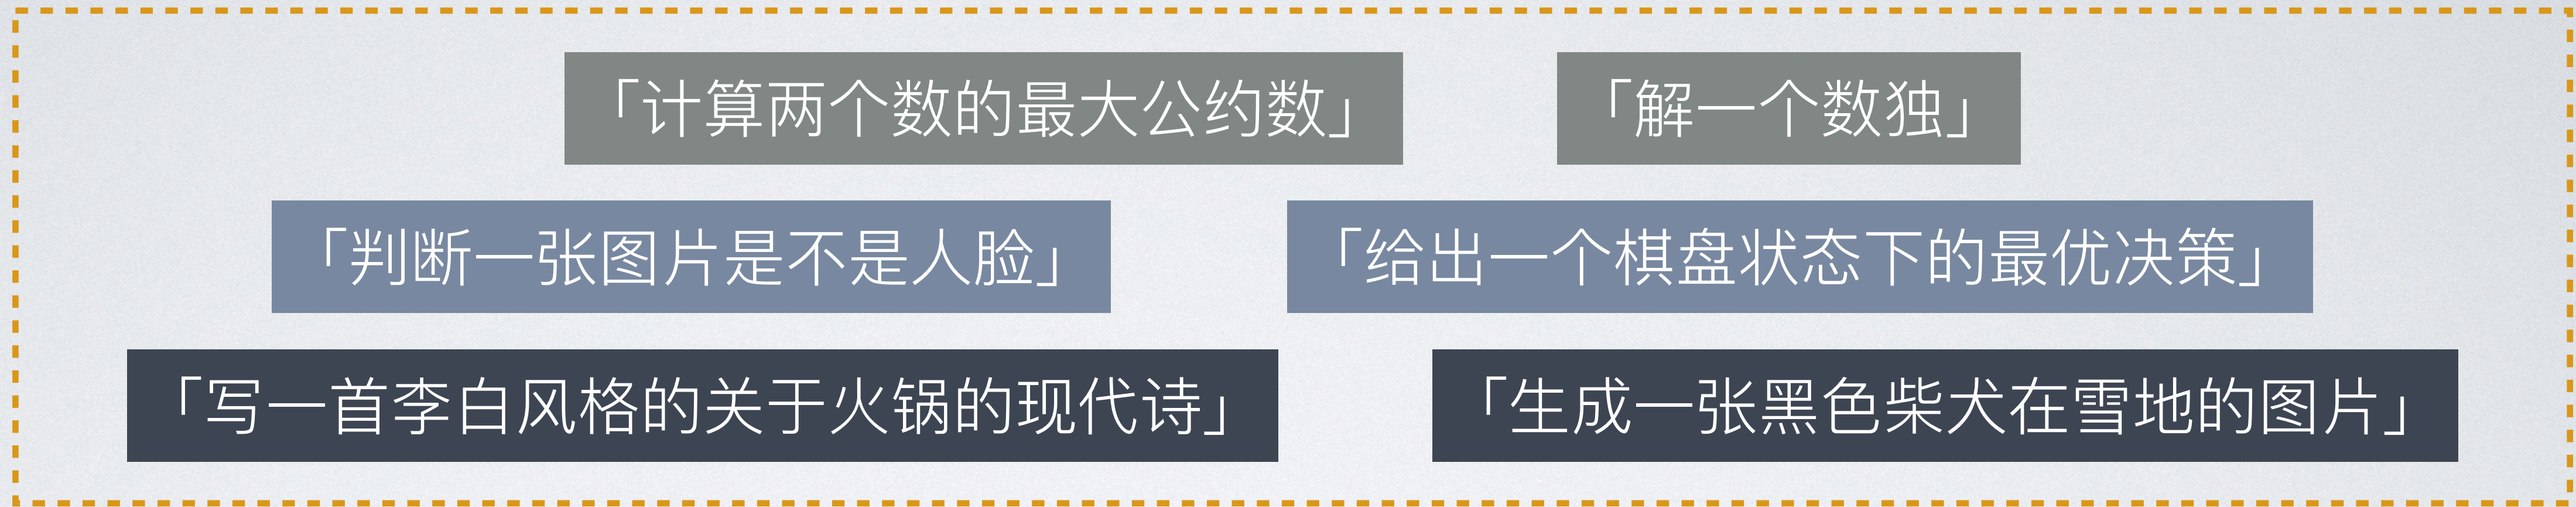 「计算两个数的最大公约数」 「解一个数独」
「判断一张图片是不是人脸」 「给出一个棋盘状态下的最优决策」
「写一首李白风格的关于火锅的现代诗」 「生成一张黑色柴犬在雪地的图片」